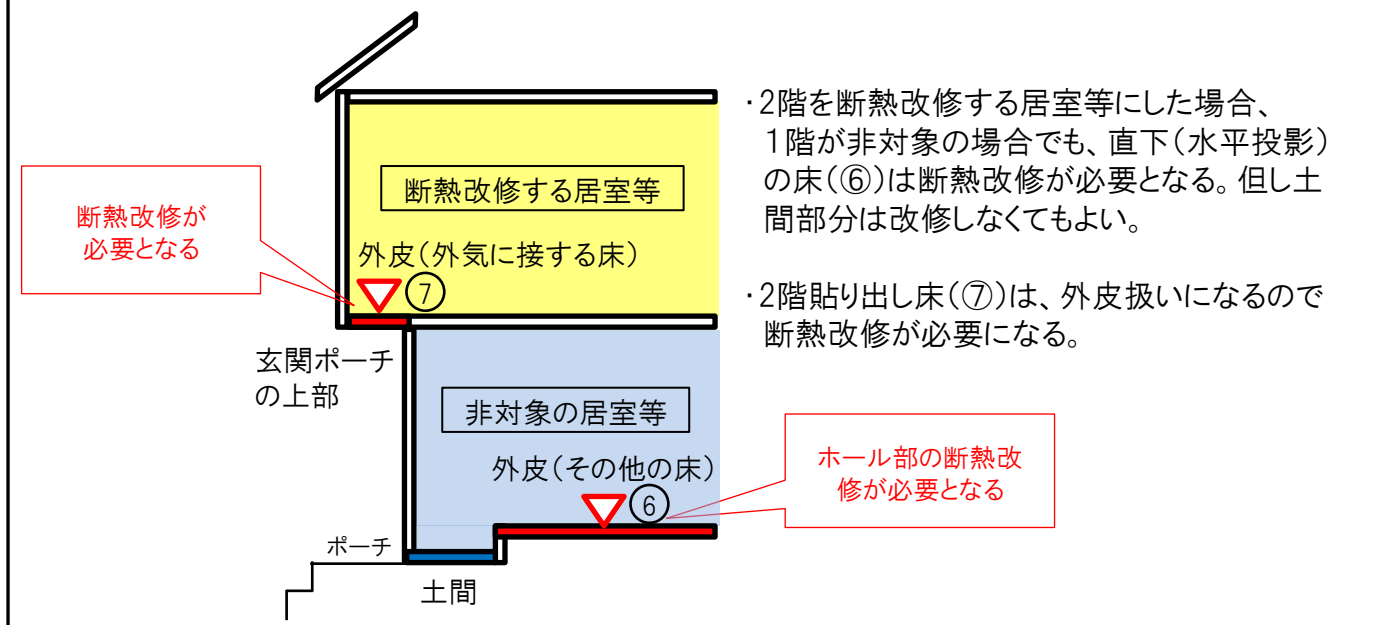 ・2階を断熱改修する居室等にした場合、
1階が非対象の場合でも、直下(水平投影)
の床(⑥)は断熱改修が必要となる。但し土
間部分は改修しなくてもよい。
・2階貼り出し床(⑦)は、外皮扱いになるので
断熱改修が必要になる。
断熱改修する居室等
断熱改修が
必要となる
外皮(外気に接する床)
⑦
玄関ポーチ
の上部
非対象の居室等
外皮(その他の床)
⑥
ホール部の断熱改
修が必要となる
ポーチ
土間